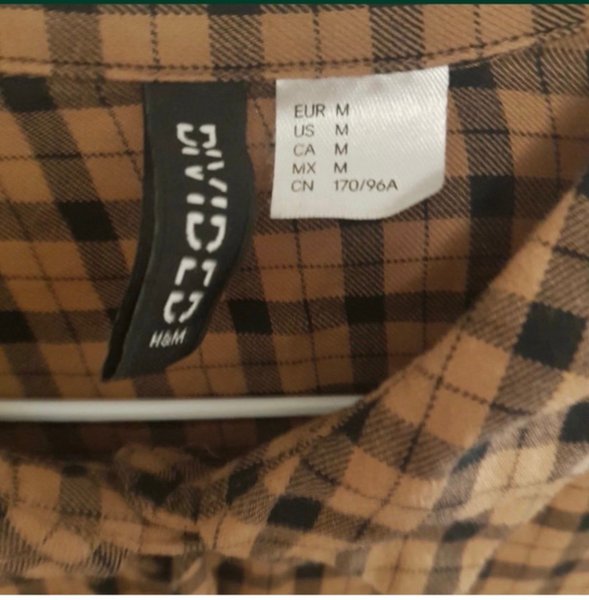 DIVIDED
H&M
EUR M
US M
CA M
MX M
CN 170/96A